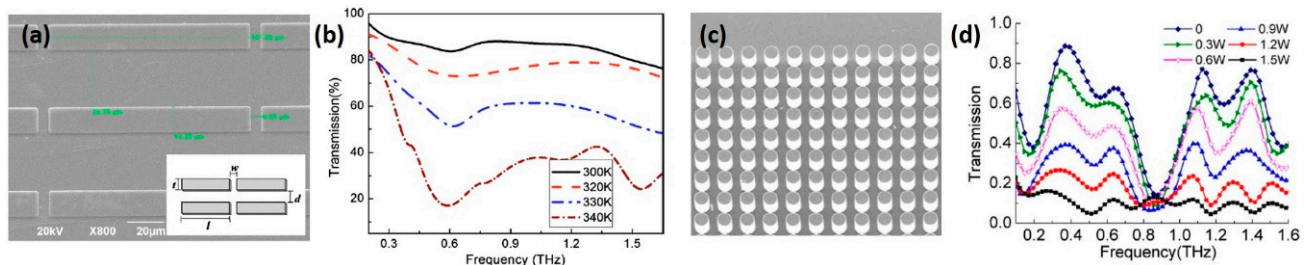 (a)
w
t
d
l
20kV X800 20μm
(b)
Transmission(%)
100
80
60
40
20
300K
320K
330K
340K
0.3 0.6 0.9 1.2 1.5
Frequency (THz)
(c)
(d)
Transmission
1.0
0.8
0.6
0.4
0.2
0.0
0 0.9W
0.3W 1.2W
0.6W 1.5W
0.2 0.4 0.6 0.8 1.0 1.2 1.4 1.6
Frequency(THz)